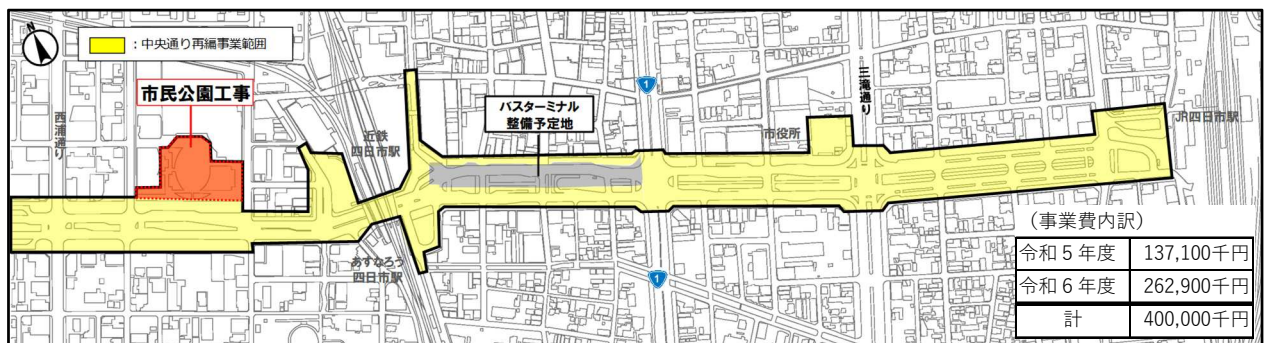 N
：中央通り再編事業範囲
市民公園工事
西浦通り
近鉄
四日市駅
バスターミナル
整備予定地
1
三滝通り
市役所
JR四日市駅
あすなろう
四日市駅
1
（事業費内訳）
令和５年度 137,100千円
令和６年度 262,900千円
計 400,000千円